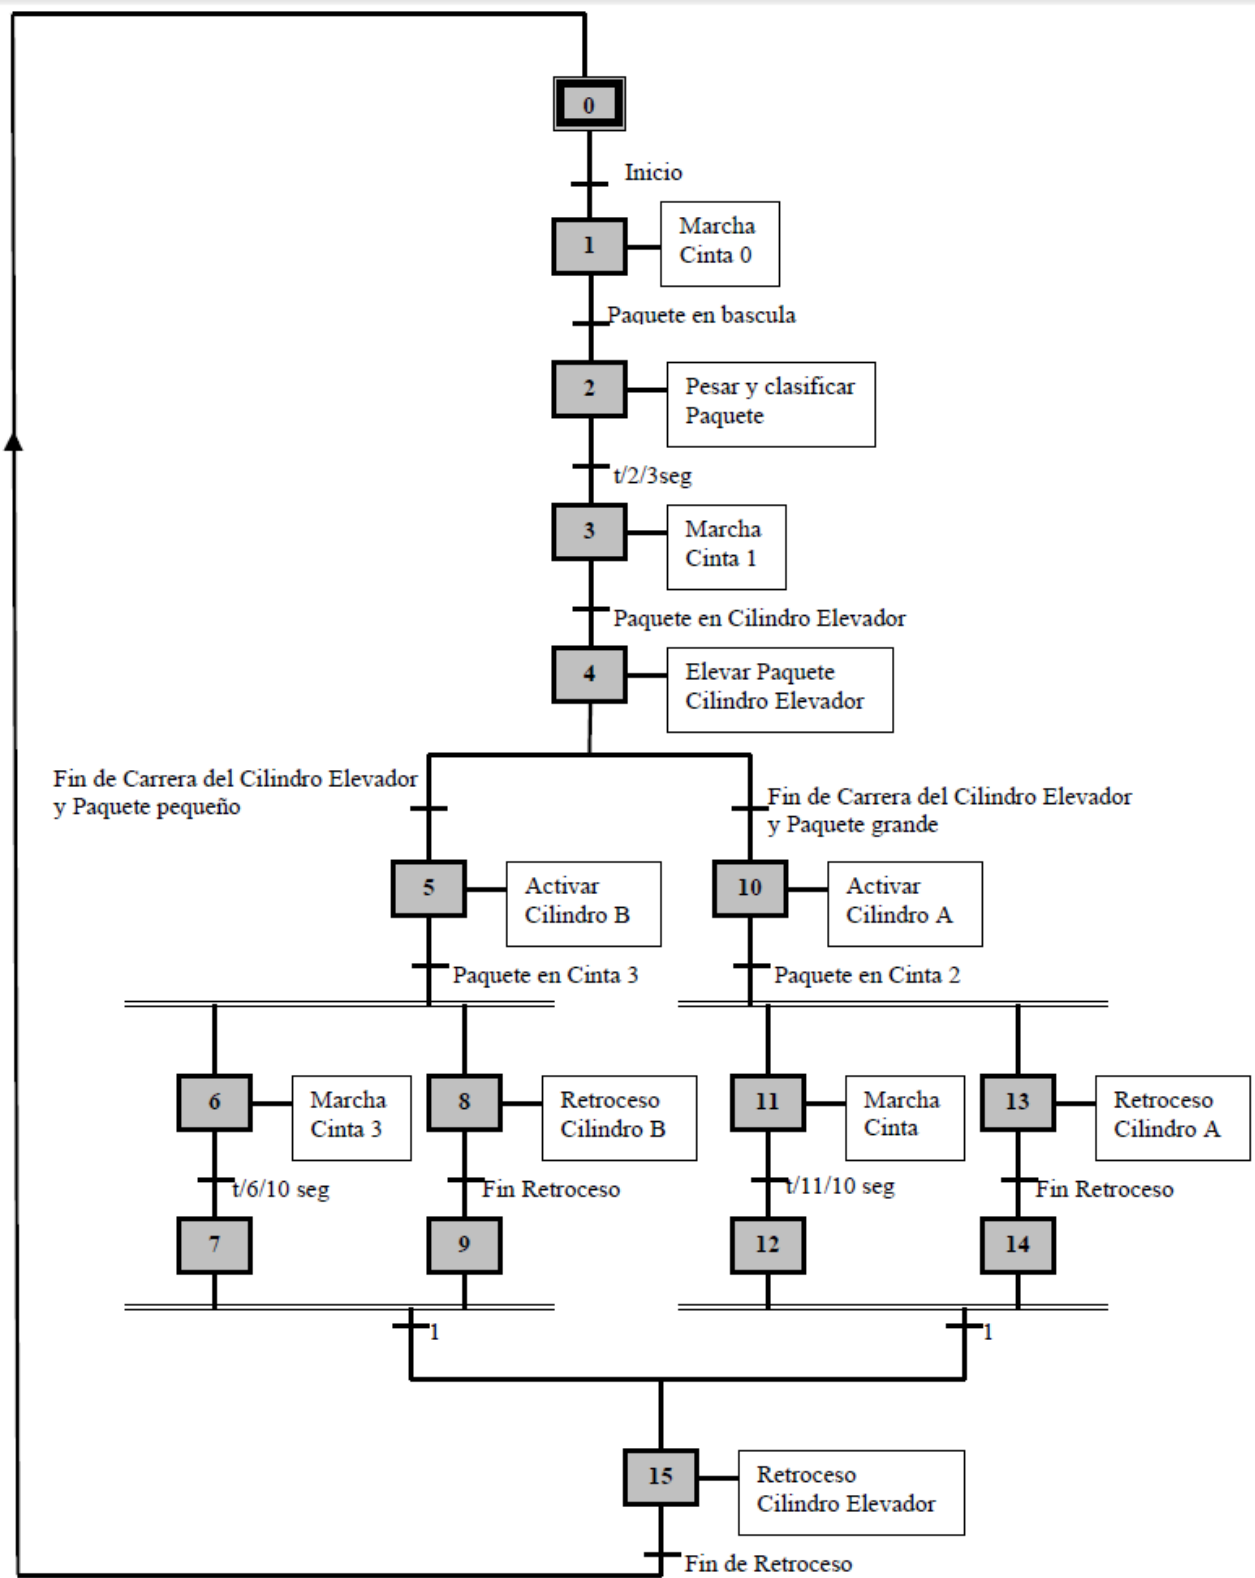 0
Inicio
1
Marcha
Cinta 0
Paquete en bascula
2
Pesar y clasificar
Paquete
t/2/3seg
3
Marcha
Cinta 1
Paquete en Cilindro Elevador
4
Elevar Paquete
Cilindro Elevador
Fin de Carrera del Cilindro Elevador
y Paquete pequeño
Fin de Carrera del Cilindro Elevador
y Paquete grande
5
Activar
Cilindro B
10
Activar
Cilindro A
Paquete en Cinta 3
Paquete en Cinta 2
6
Marcha
Cinta 3
8
Retroceso
Cilindro B
11
Marcha
Cinta
13
Retroceso
Cilindro A
t/6/10 seg
Fin Retroceso
t/11/10 seg
Fin Retroceso
7
9
12
14
1
1
15
Retroceso
Cilindro Elevador
Fin de Retroceso